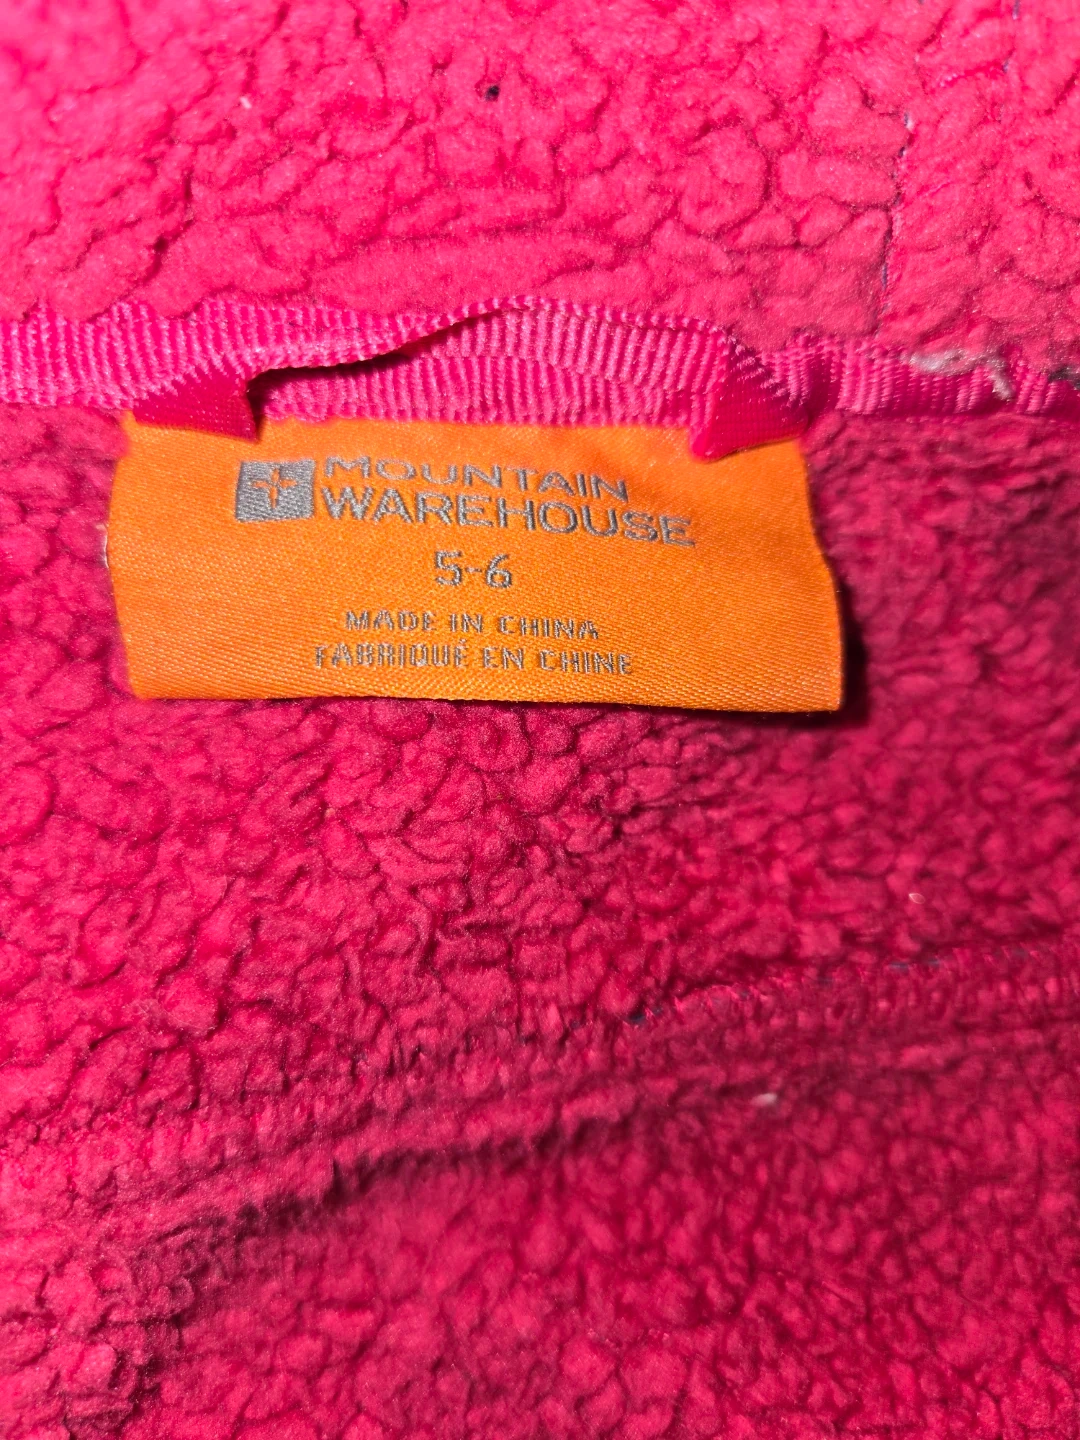 MOUNTAIN
WAREHOUSE
5-6
MADE IN CHINA
FABRIQUÉ EN CHINE